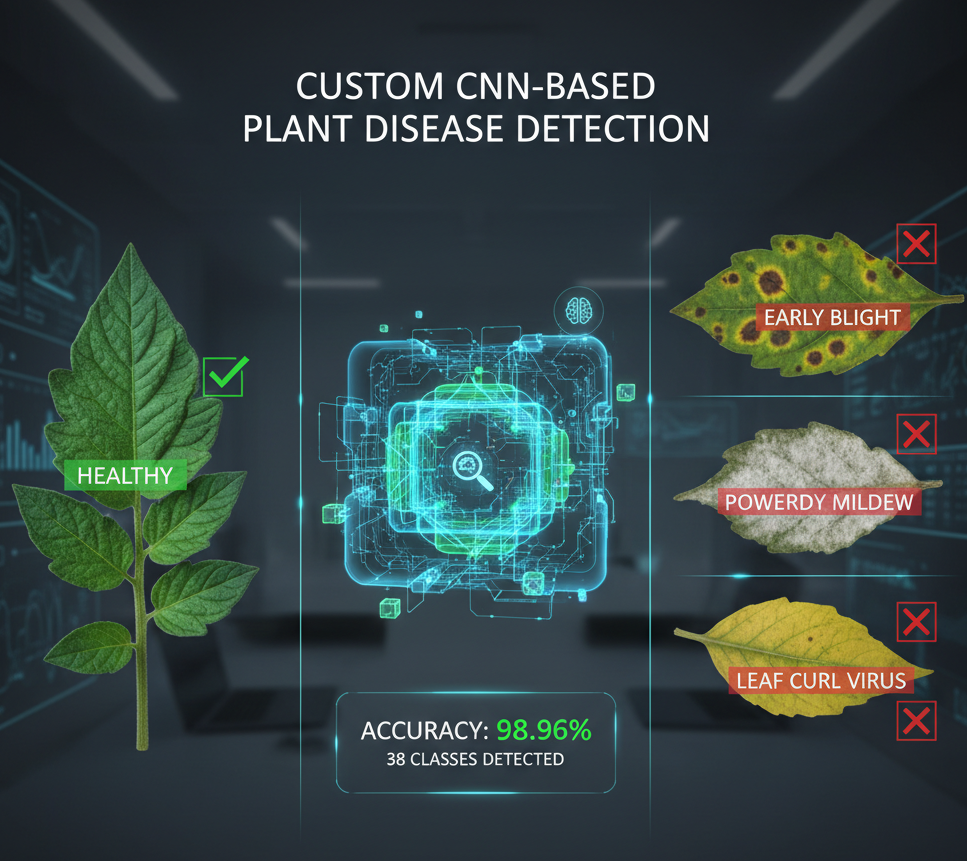 CUSTOM CNN-BASED
PLANT DISEASE DETECTION
HEALTHY
EARLY BLIGHT
POWERDY MILDEW
LEAF CURL VIRUS
ACCURACY: 98.96%
38 CLASSES DETECTED